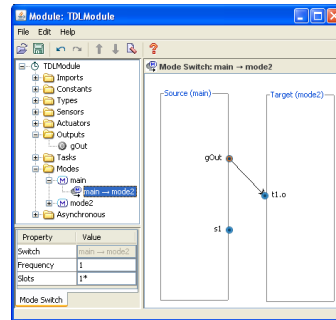 Module: TDLModule
File Edit Help
TDLModule
Imports
Constants
Types
Sensors
Actuators
Outputs
gOut
Tasks
Modes
main
main → mode2
mode2
Asynchronous
Property Value
Switch main → mode2
Frequency 1
Slots 1*
Mode Switch
Mode Switch: main → mode2
Source (main) Target (mode2)
gOut
t1.o
s1